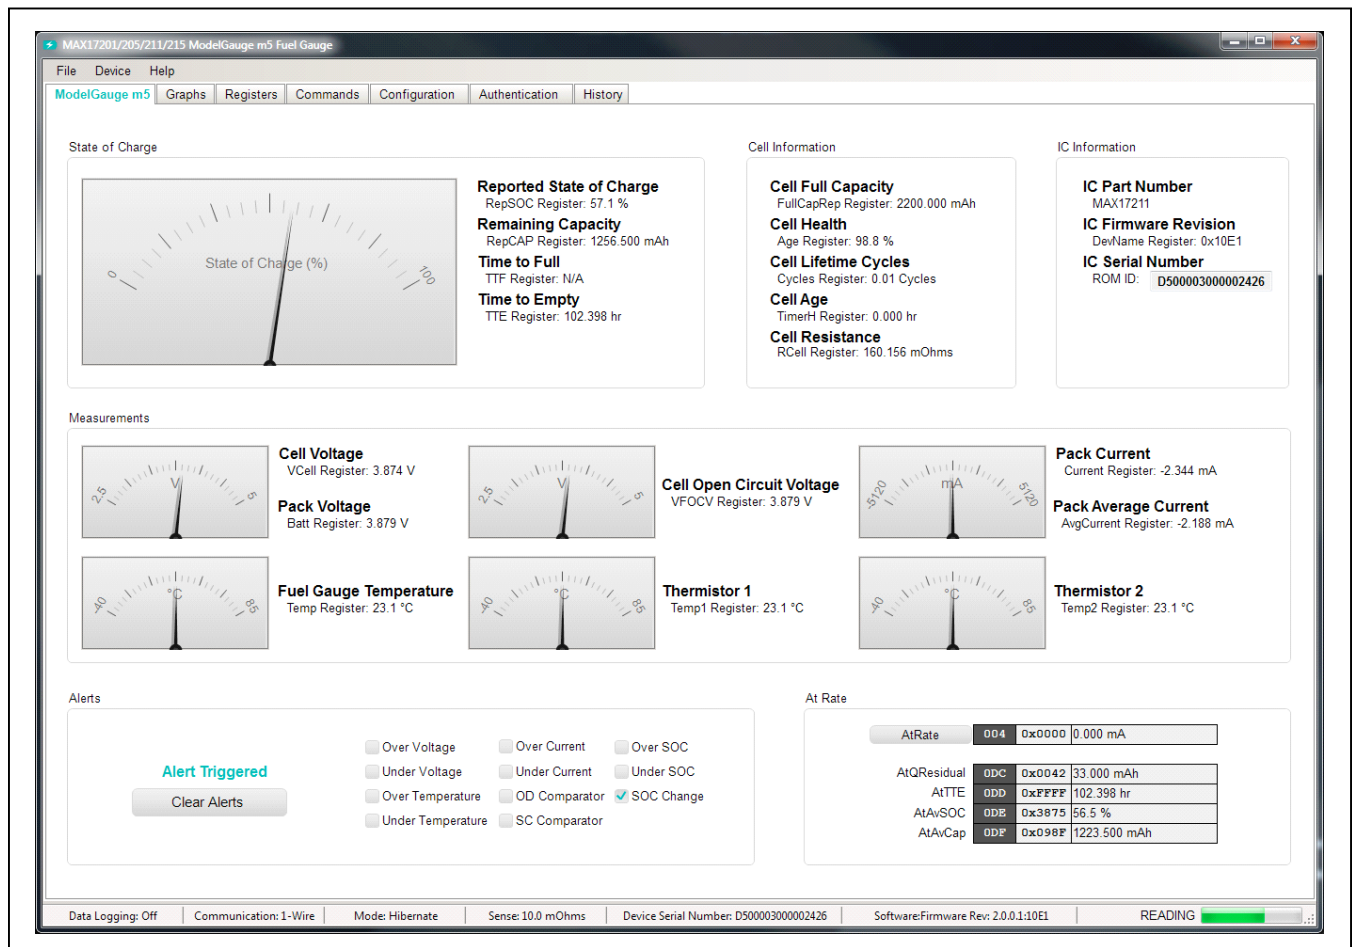 MAX17201/205/211/215 ModelGauge m5 Fuel Gauge
File Device Help
ModelGauge m5 Graphs Registers Commands Configuration Authentication History
State of Charge
0
State of Charge (%)
100
Reported State of Charge
RepSOC Register: 57.1 %
Remaining Capacity
RepCAP Register: 1256.500 mAh
Time to Full
TTF Register: N/A
Time to Empty
TTE Register: 102.398 hr
Cell Information
Cell Full Capacity
FullCapRep Register: 2200.000 mAh
Cell Health
Age Register: 98.8 %
Cell Lifetime Cycles
Cycles Register: 0.01 Cycles
Cell Age
TimerH Register: 0.000 hr
Cell Resistance
RCell Register: 160.156 mOhms
IC Information
IC Part Number
MAX17211
IC Firmware Revision
DevName Register: 0x10E1
IC Serial Number
ROM ID: D500003000002426
Measurements
2.5 V 5
Cell Voltage
VCell Register: 3.874 V
Pack Voltage
Batt Register: 3.879 V
2.5 V 5
Cell Open Circuit Voltage
VFOCV Register: 3.879 V
-5120 mA 5120
Pack Current
Current Register: -2.344 mA
Pack Average Current
AvgCurrent Register: -2.188 mA
-40 °C 85
Fuel Gauge Temperature
Temp Register: 23.1 °C
-40 °C 85
Thermistor 1
Temp1 Register: 23.1 °C
-40 °C 85
Thermistor 2
Temp2 Register: 23.1 °C
Alerts
Alert Triggered
Clear Alerts
Over Voltage Over Current Over SOC
Under Voltage Under Current Under SOC
Over Temperature OD Comparator SOC Change
Under Temperature SC Comparator
At Rate
AtRate 004 0x0000 0.000 mA
AtQResidual 0DC 0x0042 33.000 mAh
AtTTE 0DD 0xFFFF 102.398 hr
AtAvSOC 0DE 0x3875 56.5 %
AtAvCap 0DF 0x098F 1223.500 mAh
Data Logging: Off Communication: 1-Wire Mode: Hibernate Sense: 10.0 mOhms Device Serial Number: D500003000002426 Software:Firmware Rev: 2.0.0.1:10E1 READING